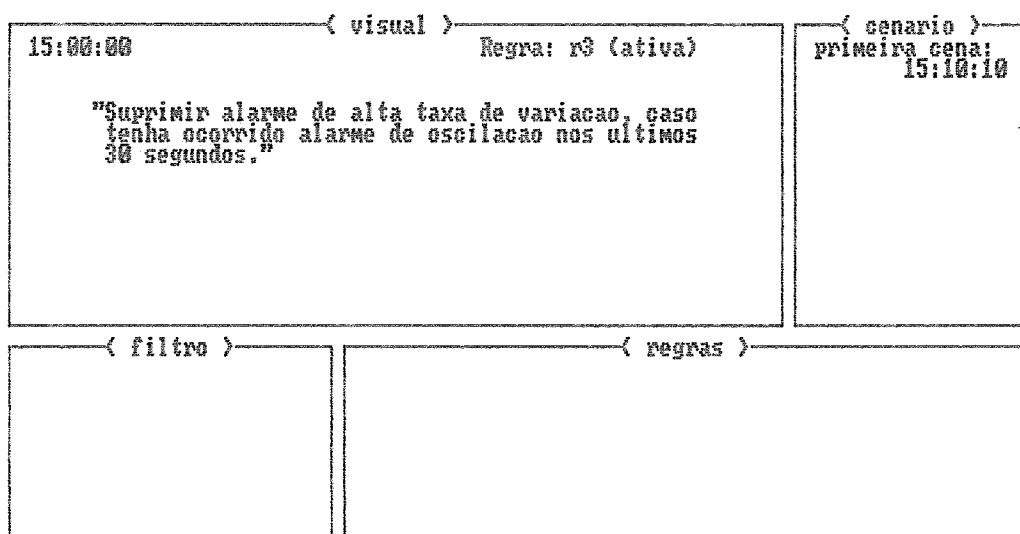 { visual }
15:00:00 Regra: r3 (ativa)
"Suprimir alarme de alta taxa de variacao, caso
tenha ocorrido alarme de oscilacao nos ultimos
30 segundos."
{ cenario }
primeira cena:
15:10:10
{ filtro }
{ regras }